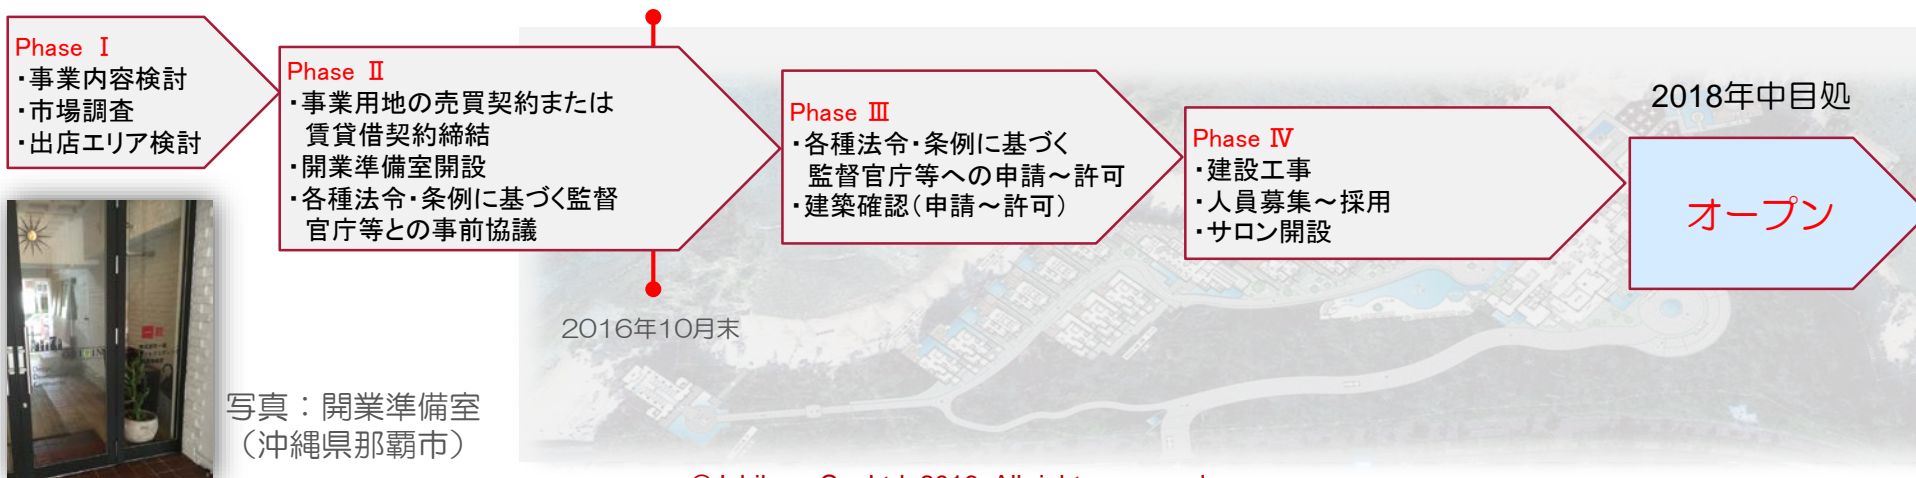 Phase Ⅰ
・事業内容検討
・市場調査
・出店エリア検討
Phase Ⅱ
・事業用地の売買契約または
賃貸借契約締結
・開業準備室開設
・各種法令・条例に基づく監督
官庁等との事前協議
Phase Ⅲ
・各種法令・条例に基づく
監督官庁等への申請～許可
・建築確認（申請～許可）
Phase Ⅳ
・建設工事
・人員募集～採用
・サロン開設
2018年中目処
オープン
2016年10月末
写真：開業準備室
（沖縄県那覇市）